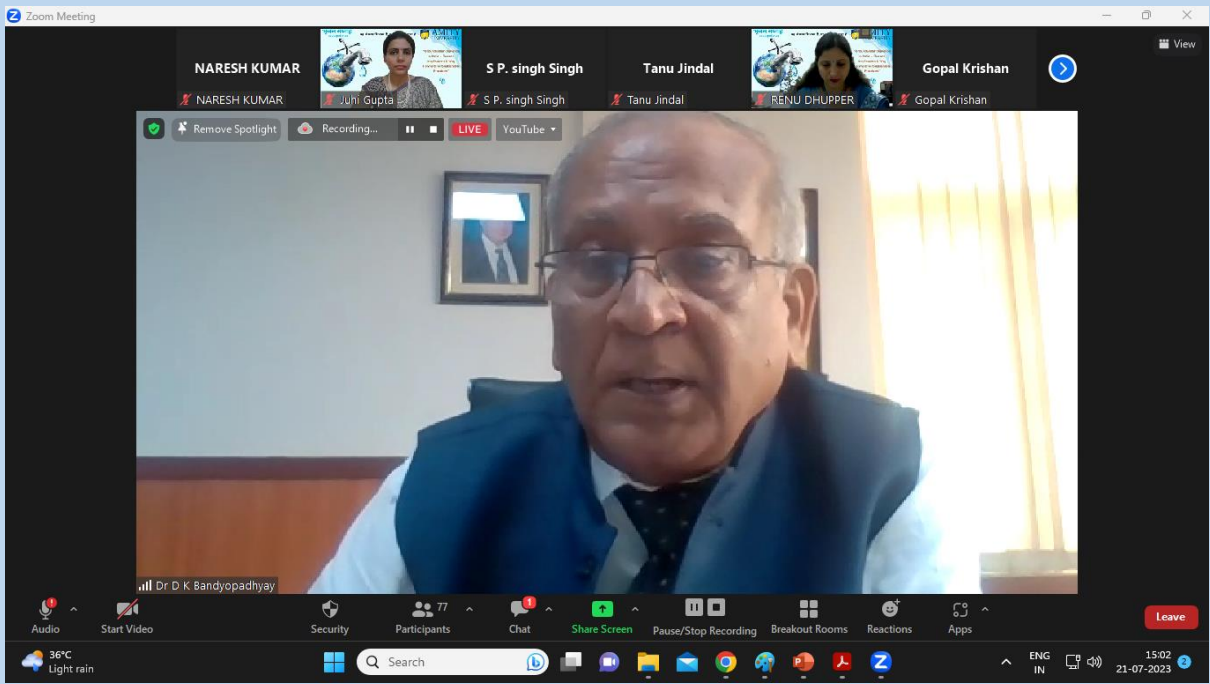 Zoom Meeting
View
NARESH KUMAR
NARESH KUMAR
Juhi Gupta
S P. singh Singh
S P. singh Singh
Tanu Jindal
Tanu Jindal
RENU DHUPPER
Gopal Krishan
Gopal Krishan
Remove Spotlight
Recording...
LIVE
YouTube
Dr D K Bandyopadhyay
Audio
Start Video
Security
77
Participants
1
Chat
Share Screen
Pause/Stop Recording
Breakout Rooms
Reactions
Apps
Leave
36°C
Light rain
Search
ENG
IN
15:02
21-07-2023
2